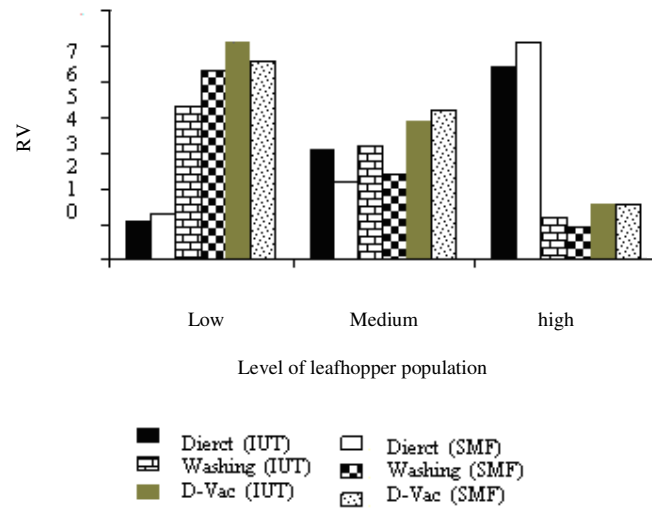 7
6
5
4
3
2
1
0
RV
Low Medium high
Level of leafhopper population
Dierct (IUT) Dierct (SMF)
Washing (IUT) Washing (SMF)
D-Vac (IUT) D-Vac (SMF)